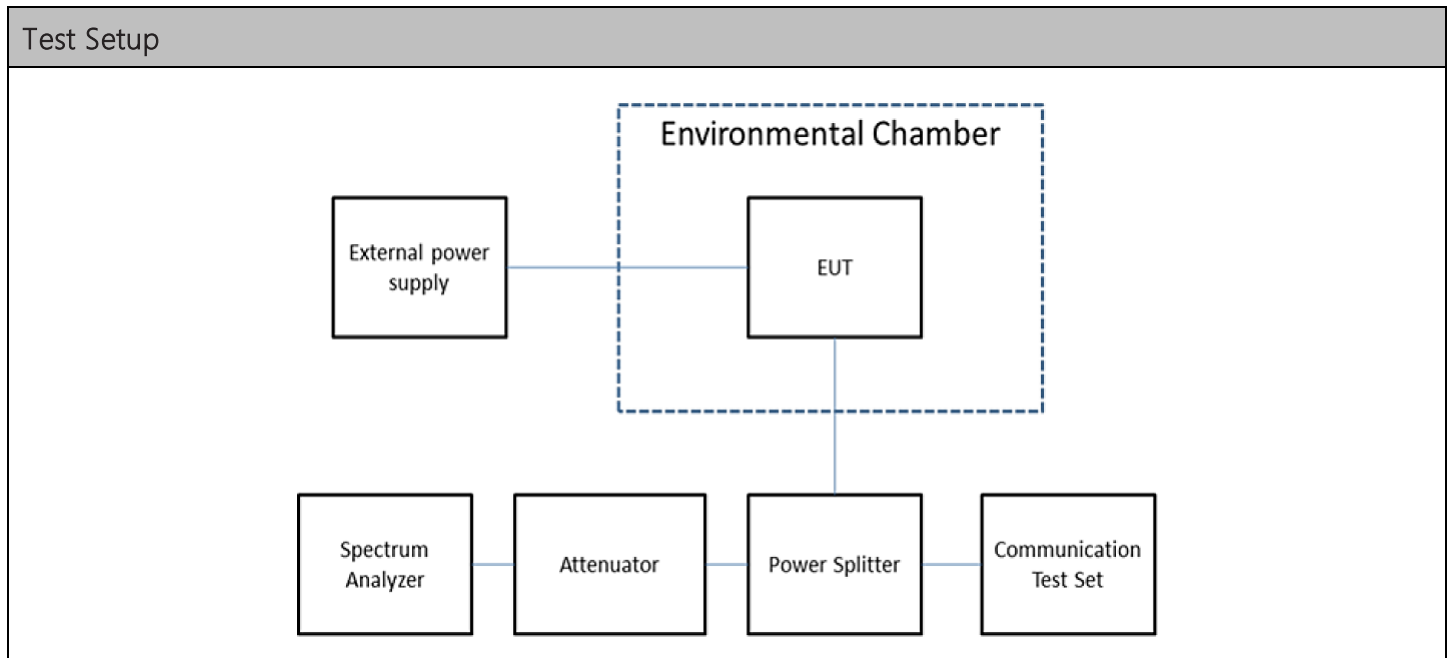 Test Setup
Environmental Chamber
External power
supply
EUT
Spectrum
Analyzer
Attenuator
Power Splitter
Communication
Test Set